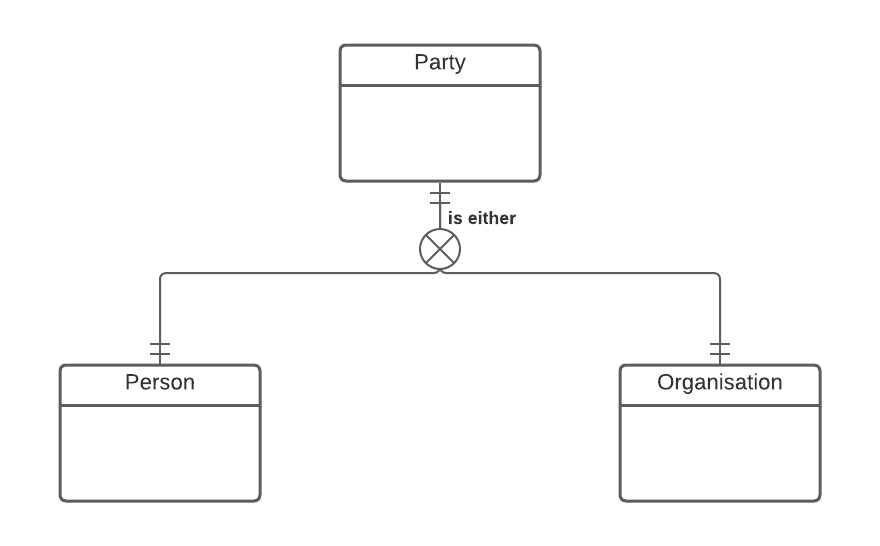 Party
is either
Person
Organisation